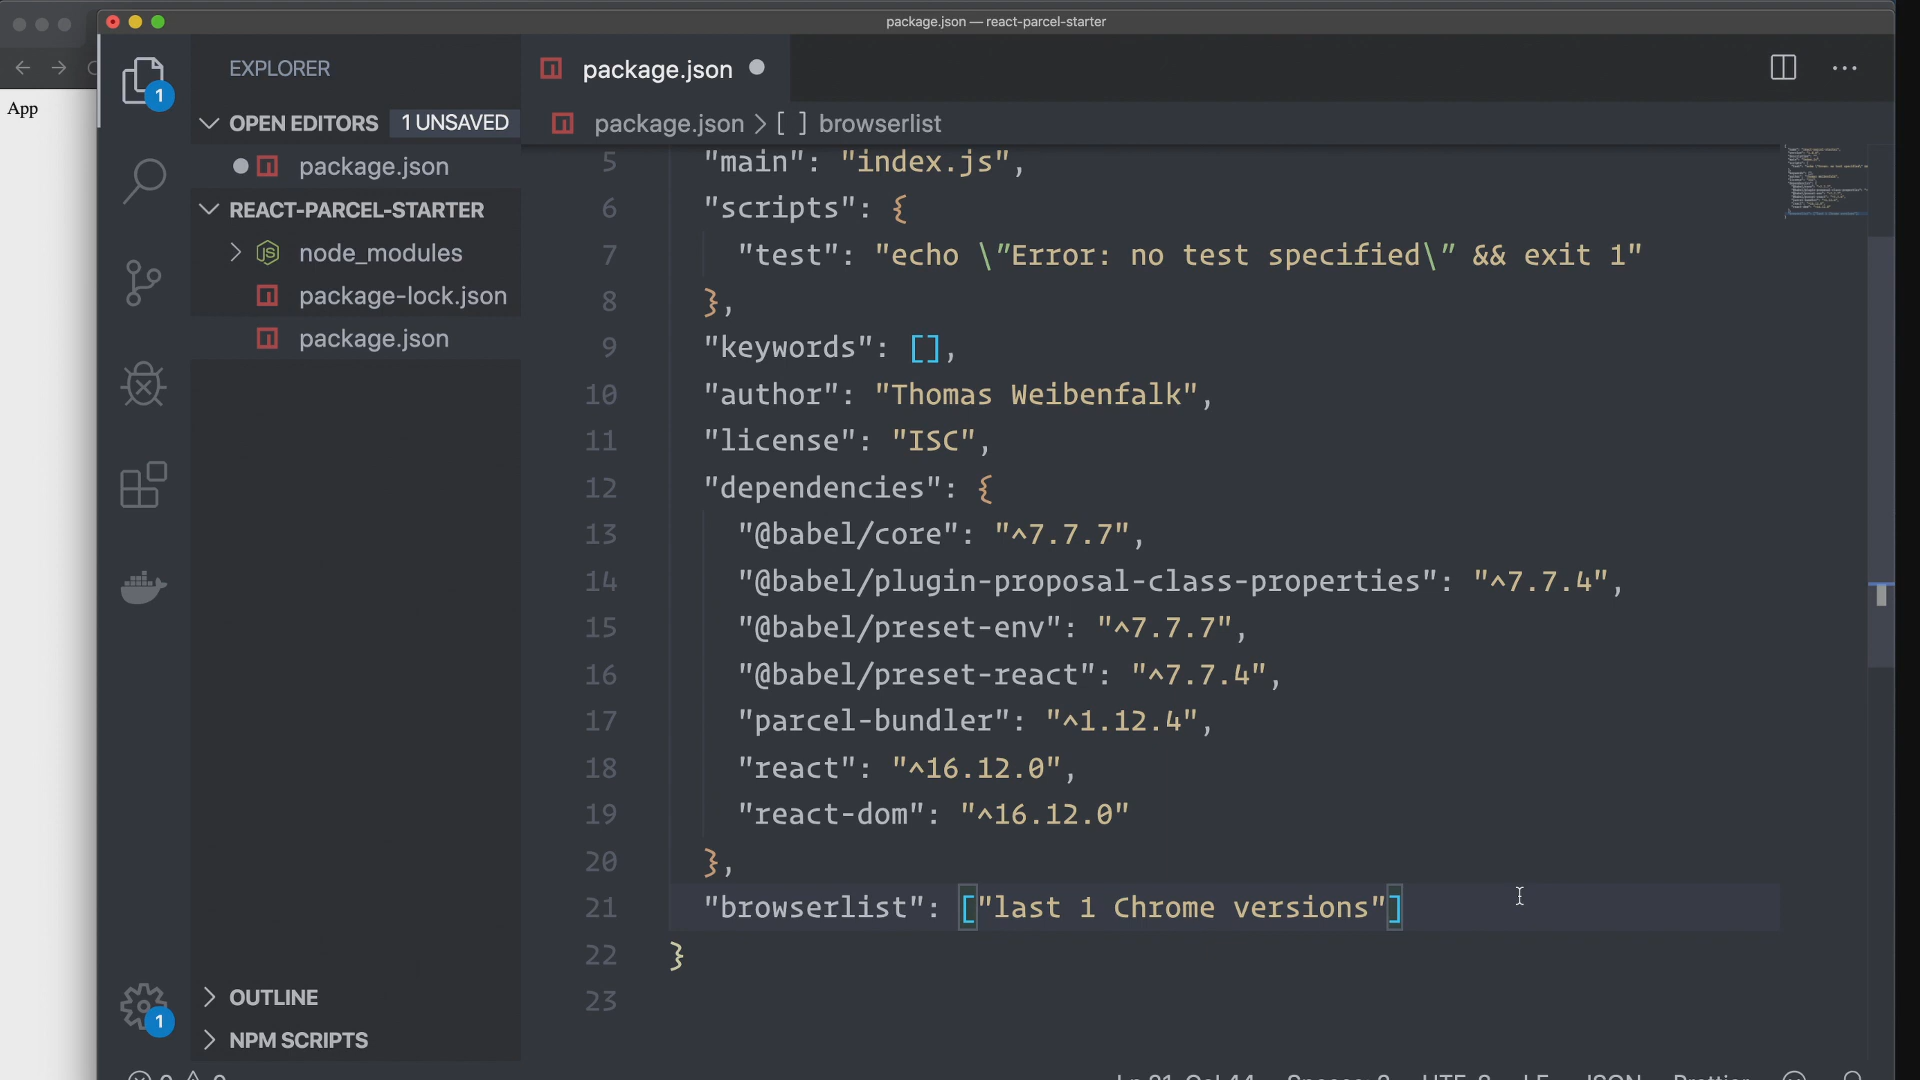 package.json — react-parcel-starter
App
EXPLORER
OPEN EDITORS 1 UNSAVED
package.json
REACT-PARCEL-STARTER
node_modules
package-lock.json
package.json
OUTLINE
NPM SCRIPTS
1
1
package.json
package.json > [ ] browserlist
5 "main": "index.js",
6 "scripts": {
7 "test": "echo \"Error: no test specified\" && exit 1"
8 },
9 "keywords": [],
10 "author": "Thomas Weibenfalk",
11 "license": "ISC",
12 "dependencies": {
13 "@babel/core": "^7.7.7",
14 "@babel/plugin-proposal-class-properties": "^7.7.4",
15 "@babel/preset-env": "^7.7.7",
16 "@babel/preset-react": "^7.7.4",
17 "parcel-bundler": "^1.12.4",
18 "react": "^16.12.0",
19 "react-dom": "^16.12.0"
20 },
21 "browserlist": ["last 1 Chrome versions"]
22 }
23